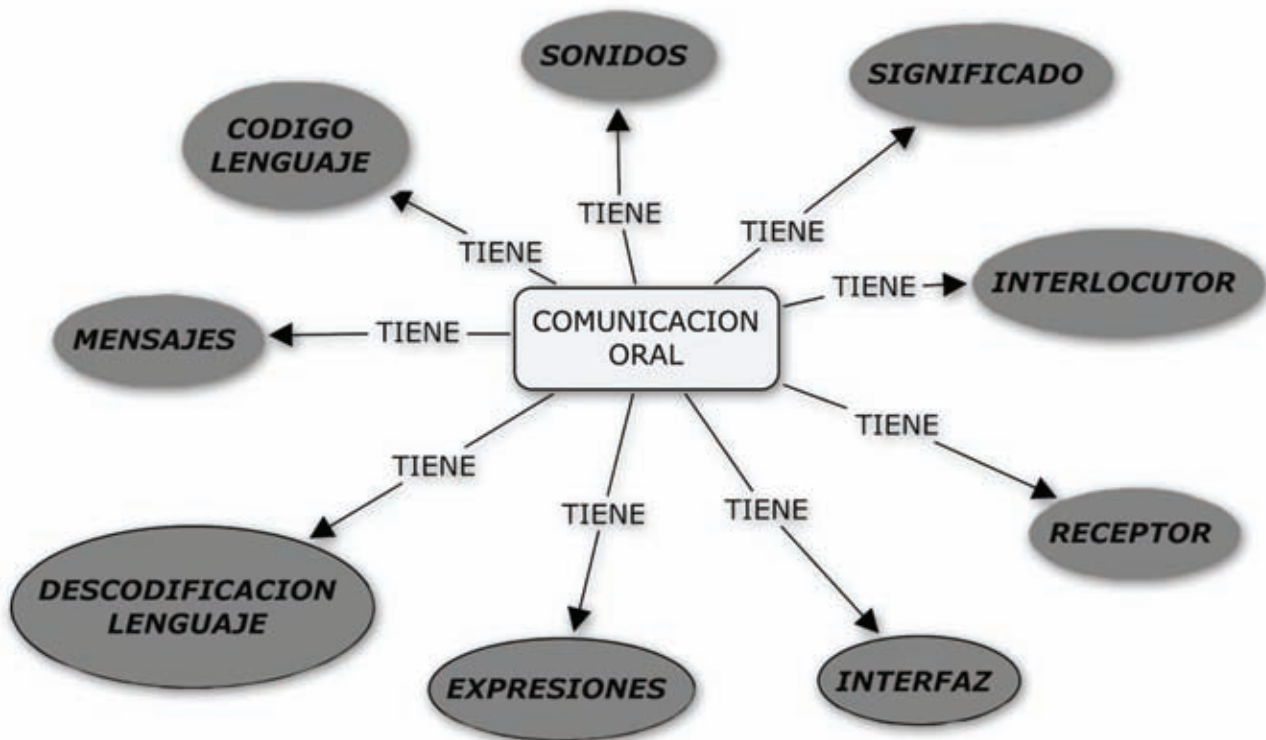 SONIDOS
SIGNIFICADO
CODIGO
LENGUAJE
TIENE
TIENE
TIENE
TIENE
INTERLOCUTOR
COMUNICACION
ORAL
MENSAJES
TIENE
TIENE
TIENE
TIENE
TIENE
RECEPTOR
DESCODIFICACION
LENGUAJE
EXPRESIONES
INTERFAZ